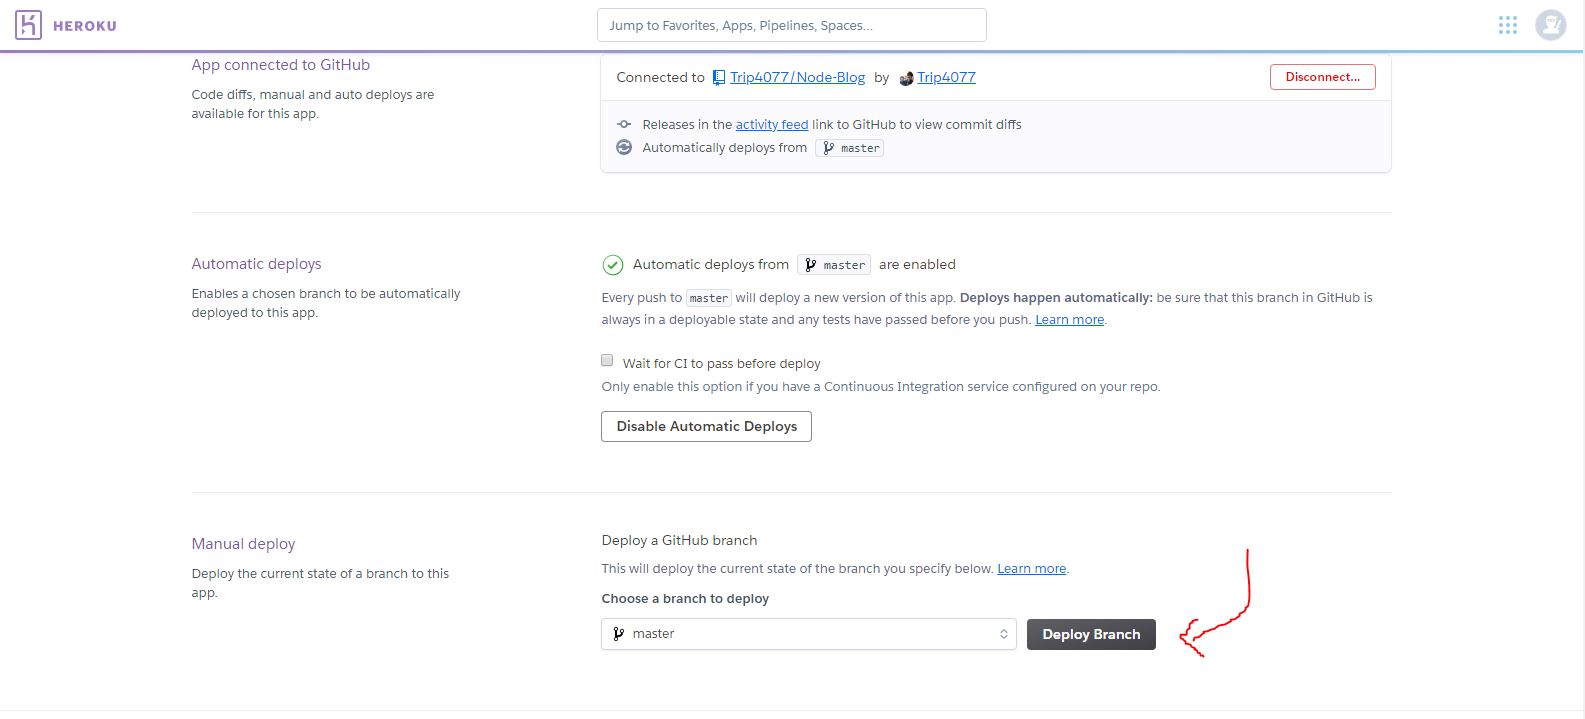 HEROKU
Jump to Favorites, Apps, Pipelines, Spaces...
App connected to GitHub
Code diffs, manual and auto deploys are
available for this app.
Connected to Trip4077/Node-Blog by Trip4077
Disconnect...
Releases in the activity feed link to GitHub to view commit diffs
Automatically deploys from master
Automatic deploys
Enables a chosen branch to be automatically
deployed to this app.
Automatic deploys from master are enabled
Every push to master will deploy a new version of this app. Deploys happen automatically: be sure that this branch in GitHub is
always in a deployable state and any tests have passed before you push. Learn more.
Wait for CI to pass before deploy
Only enable this option if you have a Continuous Integration service configured on your repo.
Disable Automatic Deploys
Manual deploy
Deploy the current state of a branch to this
app.
Deploy a GitHub branch
This will deploy the current state of the branch you specify below. Learn more.
Choose a branch to deploy
master
Deploy Branch